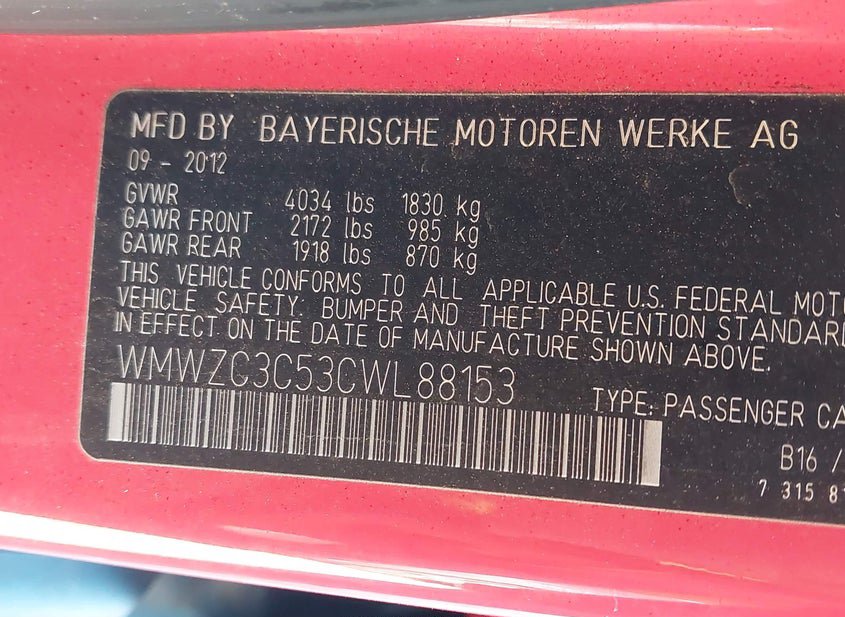 MFD BY BAYERISCHE MOTOREN WERKE AG
09 - 2012
GVWR 4034 lbs 1830 kg
GAWR FRONT 2172 lbs 985 kg
GAWR REAR 1918 lbs 870 kg
THIS VEHICLE CONFORMS TO ALL APPLICABLE U.S. FEDERAL MOTO
VEHICLE SAFETY. BUMPER AND THEFT PREVENTION STANDARD
IN EFFECT ON THE DATE OF MANUFACTURE SHOWN ABOVE.
WMWZC3C53CWL88153
TYPE: PASSENGER CA
B16 /
7 315 81